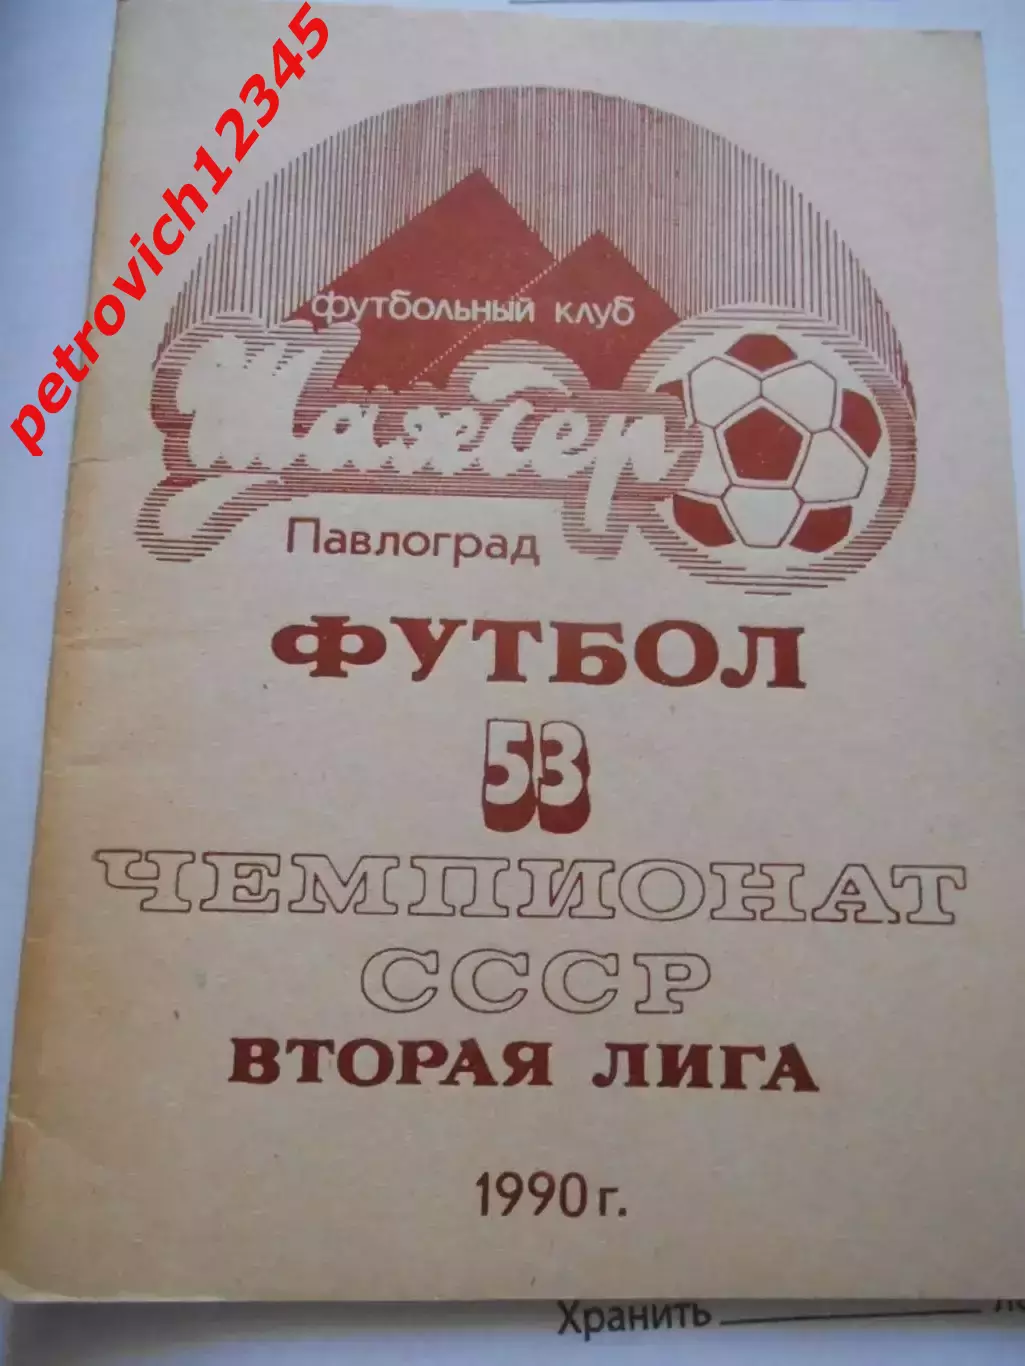 petrovich12345
футбольный клуб
Шахтер
Павлоград
ФУТБОЛ
53
ЧЕМПИОНАТ
СССР
ВТОРАЯ ЛИГА
1990 г.
Хранить